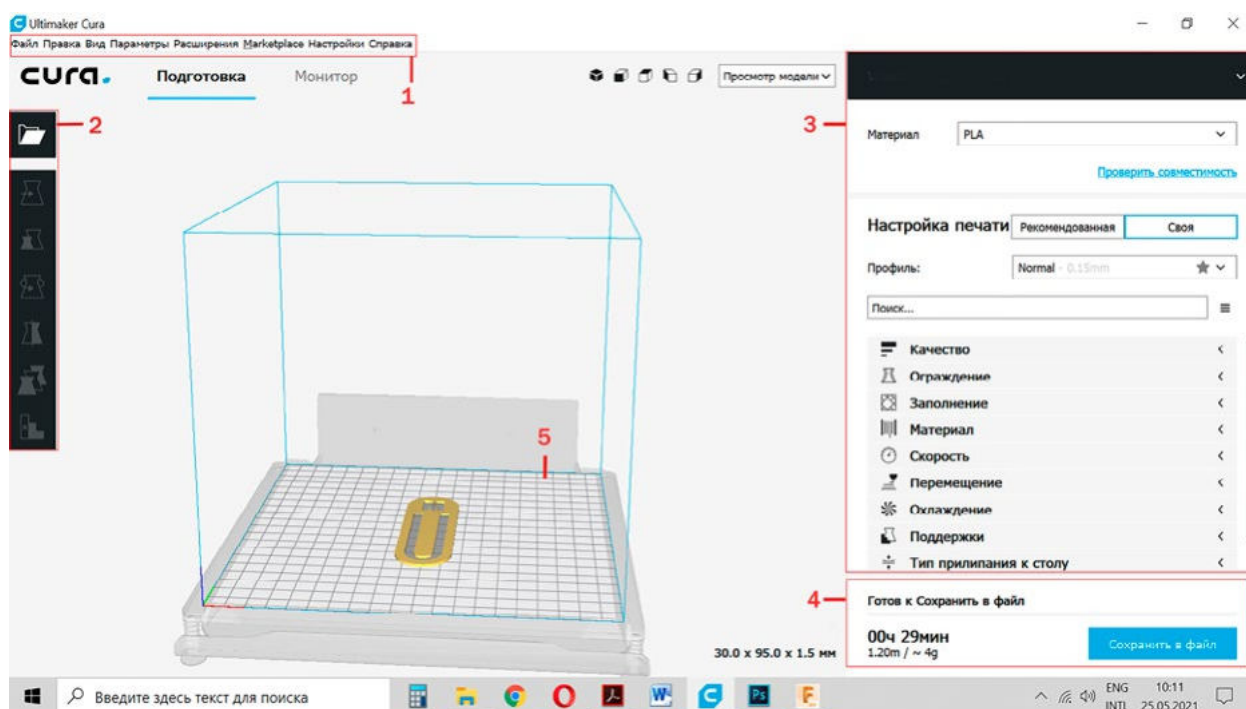 Ultimaker Cura
Файл Правка Вид Параметры Расширения Marketplace Настройки Справка
1
cura.
Подготовка
Монитор
Просмотр модели
2
3
Материал
PLA
Проверить совместимость
Настройка печати
Рекомендованная
Своя
Профиль:
Normal - 0.15mm
Поиск...
Качество
Ограждение
Заполнение
Материал
Скорость
Перемещение
Охлаждение
Поддержки
Тип прилипания к столу
5
4
Готов к Сохранить в файл
00ч 29мин
1.20m / ~ 4g
Сохранить в файл
30.0 x 95.0 x 1.5 мм
Введите здесь текст для поиска
W
Ps
F
ENG
INTL
10:11
25.05.2021